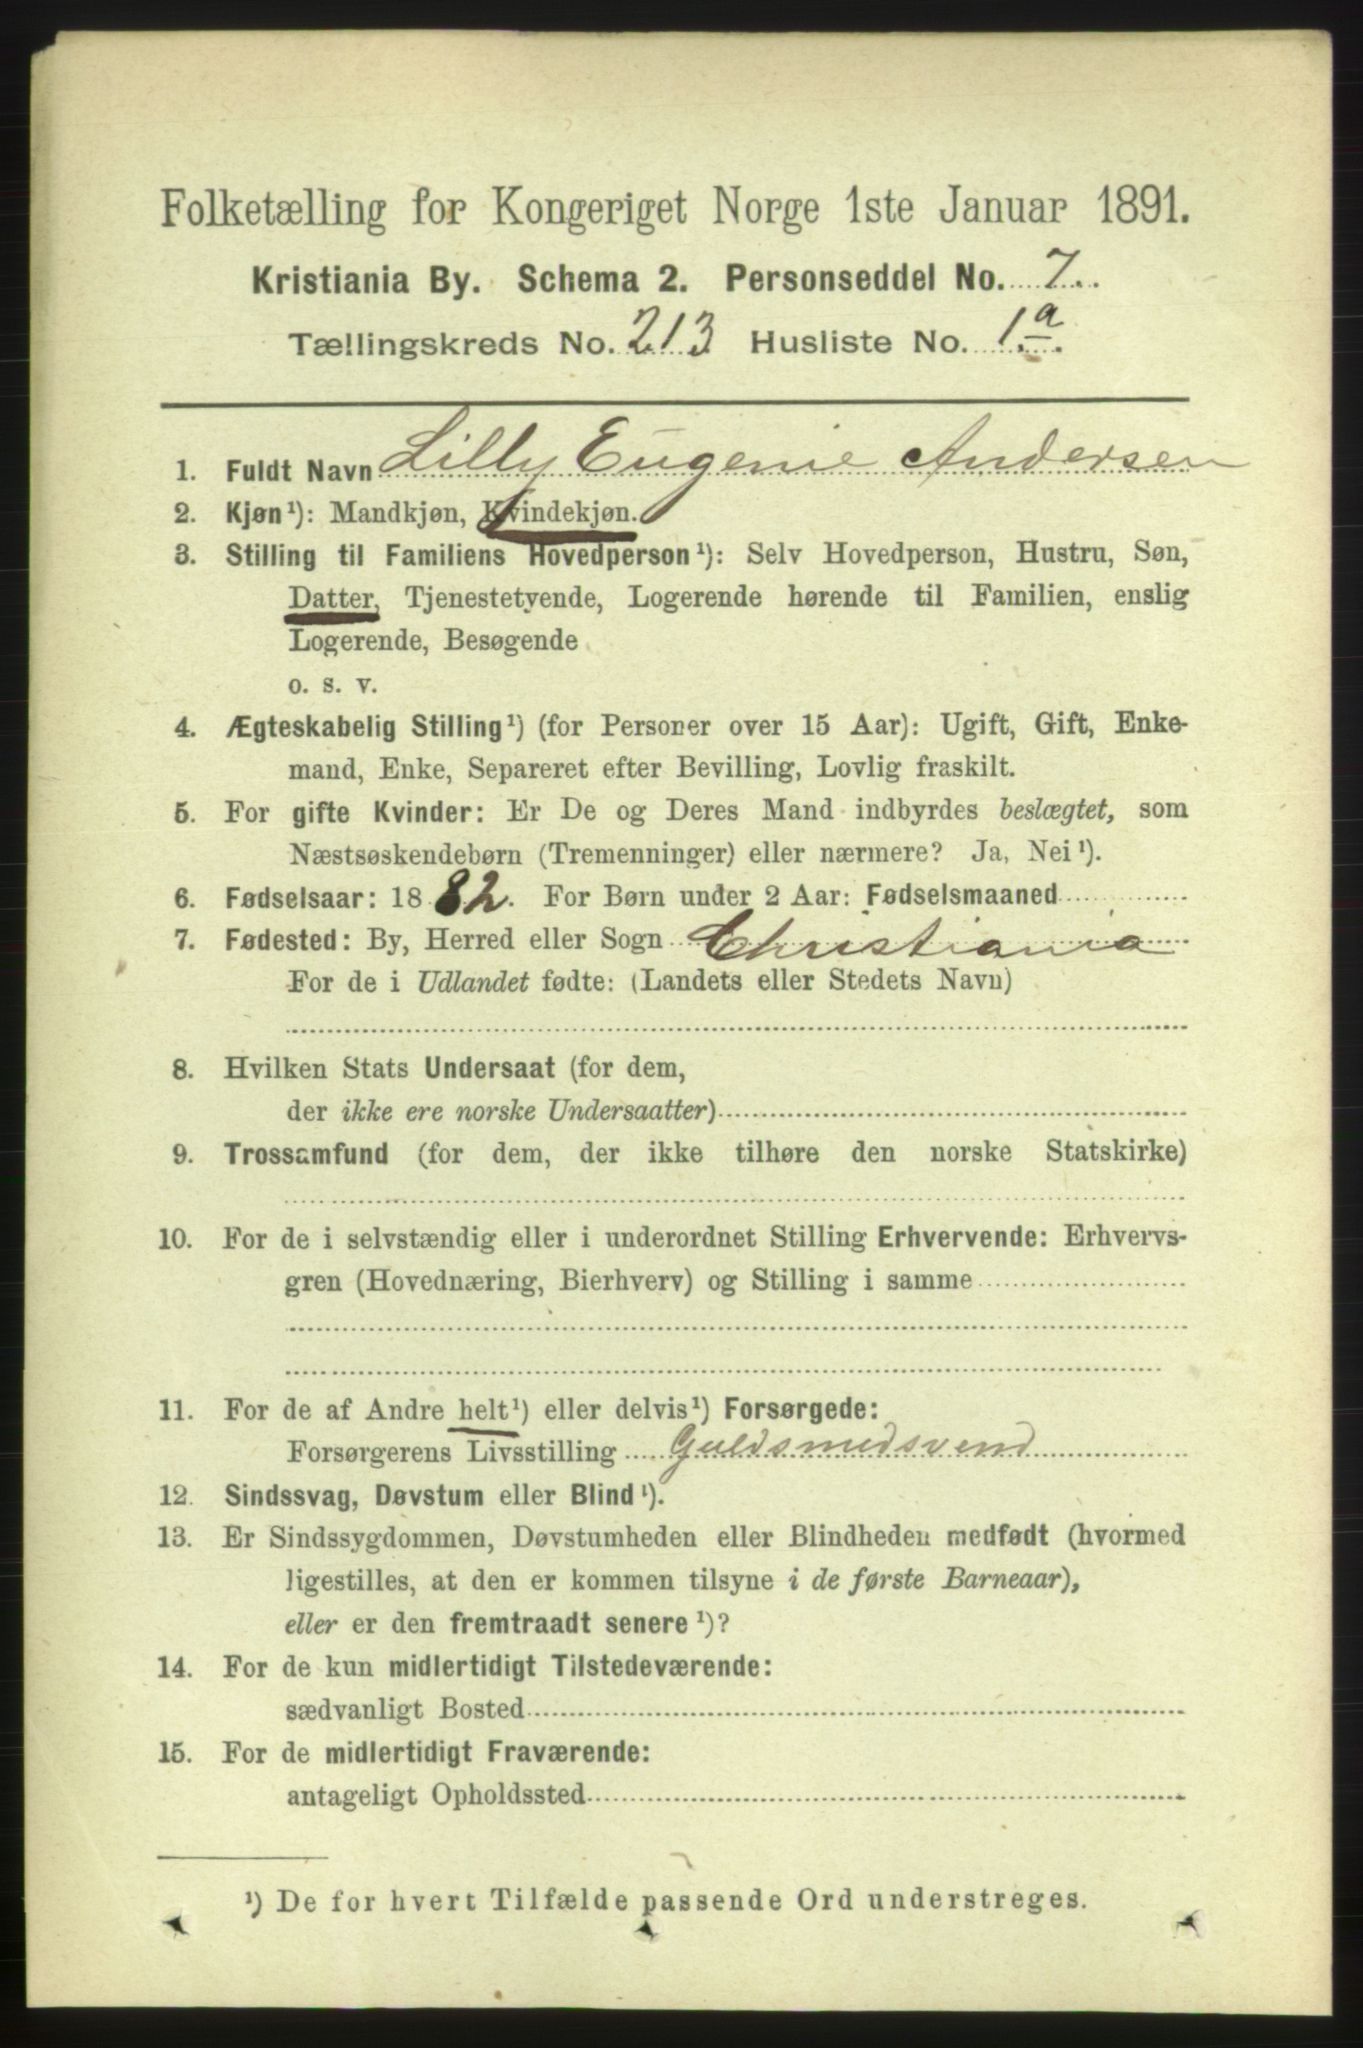 Folketælling for Kongeriget Norge 1ste Januar 1891.
Kristiania By. Schema 2. Personseddel No. 7.
Tællingskreds No. 213 Husliste No. 1.a
1. Fuldt Navn Lilly Eugenie Andersen
2. Kjøn¹): Mandkjøn, Kvindekjøn.
3. Stilling til Familiens Hovedperson¹): Selv Hovedperson, Hustru, Søn,
Datter, Tjenestetyende, Logerende hørende til Familien, enslig
Logerende, Besøgende
o. s. v.
4. Ægteskabelig Stilling¹) (for Personer over 15 Aar): Ugift, Gift, Enke-
mand, Enke, Separeret efter Bevilling, Lovlig fraskilt.
5. For gifte Kvinder: Er De og Deres Mand indbyrdes beslægtet, som
Næstsøskendebørn (Tremenninger) eller nærmere? Ja, Nei¹).
6. Fødselsaar: 1882. For Børn under 2 Aar: Fødselsmaaned
7. Fødested: By, Herred eller Sogn Christiania
For de i Udlandet fødte: (Landets eller Stedets Navn)
8. Hvilken Stats Undersaat (for dem,
der ikke ere norske Undersaatter)
9. Trossamfund (for dem, der ikke tilhøre den norske Statskirke)
10. For de i selvstændig eller i underordnet Stilling Erhvervende: Erhvervs-
gren (Hovednæring, Bierhverv) og Stilling i samme
11. For de af Andre helt¹) eller delvis¹) Forsørgede:
Forsørgerens Livsstilling Guldsmedsvend
12. Sindssvag, Døvstum eller Blind¹).
13. Er Sindssygdommen, Døvstumheden eller Blindheden medfødt (hvormed
ligestilles, at den er kommen tilsyne i de første Barneaar),
eller er den fremtraadt senere¹)?
14. For de kun midlertidigt Tilstedeværende:
sædvanligt Bosted
15. For de midlertidigt Fraværende:
antageligt Opholdssted
¹) De for hvert Tilfælde passende Ord understreges.